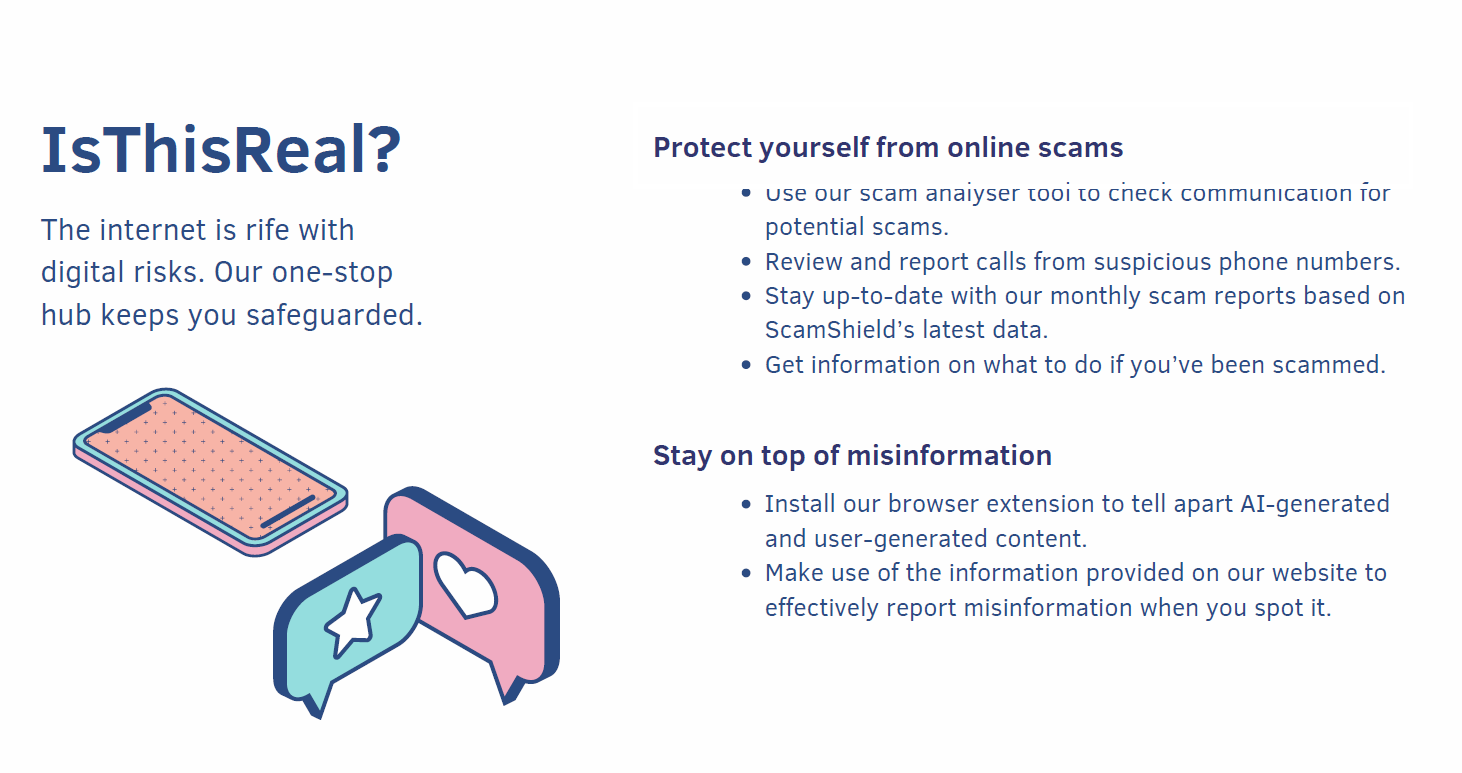 IsThisReal?
The internet is rife with
digital risks. Our one-stop
hub keeps you safeguarded.
Protect yourself from online scams
• Use our scam analyser tool to check communication for
potential scams.
• Review and report calls from suspicious phone numbers.
• Stay up-to-date with our monthly scam reports based on
ScamShield’s latest data.
• Get information on what to do if you’ve been scammed.
Stay on top of misinformation
• Install our browser extension to tell apart AI-generated
and user-generated content.
• Make use of the information provided on our website to
effectively report misinformation when you spot it.